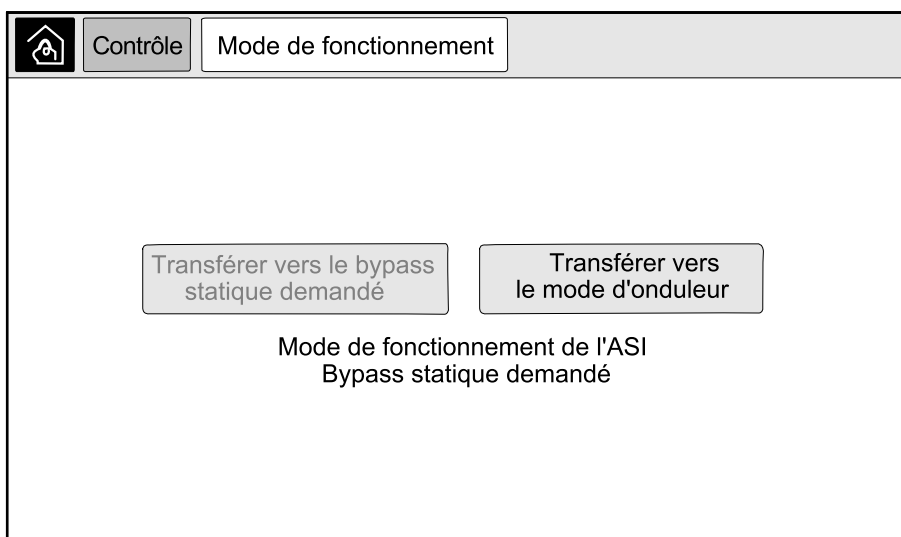 Contrôle
Mode de fonctionnement
Transférer vers le bypass
statique demandé
Transférer vers
le mode d'onduleur
Mode de fonctionnement de l'ASI
Bypass statique demandé